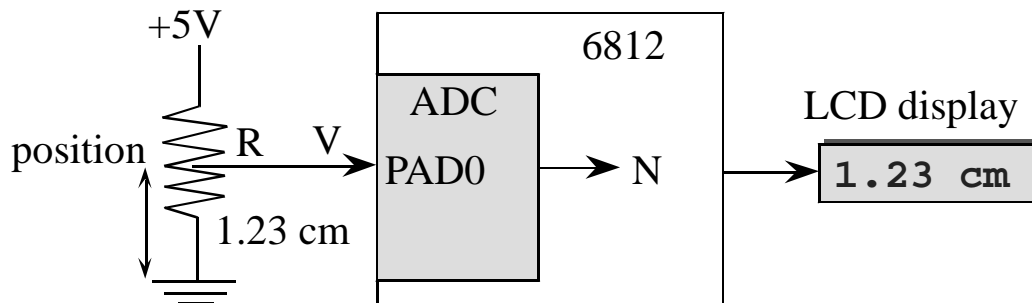 +5V
6812
ADC
LCD display
position
R
V
PAD0
N
1.23 cm
1.23 cm